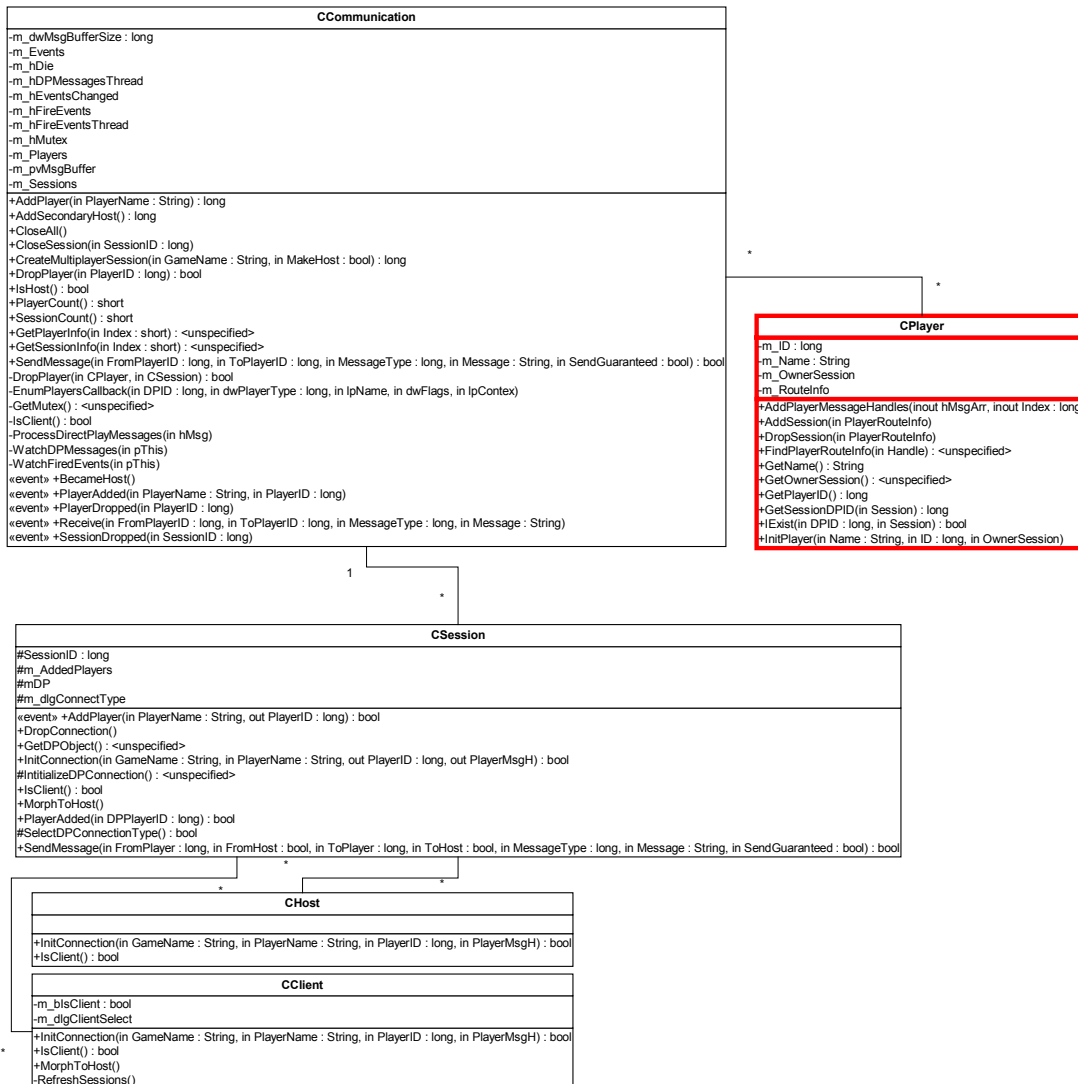 CCommunication
-m_dwMsgBufferSize : long
-m_Events
-m_hDie
-m_hDPMessagesThread
-m_hEventsChanged
-m_hFireEvents
-m_hFireEventsThread
-m_hMutex
-m_Players
-m_pvMsgBuffer
-m_Sessions
+AddPlayer(in PlayerName : String) : long
+AddSecondaryHost() : long
+CloseAll()
+CloseSession(in SessionID : long)
+CreateMultiplayerSession(in GameName : String, in MakeHost : bool) : long
+DropPlayer(in PlayerID : long) : bool
+IsHost() : bool
+PlayerCount() : short
+SessionCount() : short
+GetPlayerInfo(in Index : short) : <unspecified>
+GetSessionInfo(in Index : short) : <unspecified>
+SendMessage(in FromPlayerID : long, in ToPlayerID : long, in MessageType : long, in Message : String, in SendGuaranteed : bool) : bool
-DropPlayer(in CPlayer, in CSession) : bool
-EnumPlayersCallback(in DPID : long, in dwPlayerType : long, in lpName, in dwFlags, in lpContex)
-GetMutex() : <unspecified>
-IsClient() : bool
-ProcessDirectPlayMessages(in hMsg)
-WatchDPMessages(in pThis)
-WatchFiredEvents(in pThis)
«event» +BecameHost()
«event» +PlayerAdded(in PlayerName : String, in PlayerID : long)
«event» +PlayerDropped(in PlayerID : long)
«event» +Receive(in FromPlayerID : long, in ToPlayerID : long, in MessageType : long, in Message : String)
«event» +SessionDropped(in SessionID : long)
*
*
CPlayer
-m_ID : long
-m_Name : String
-m_OwnerSession
-m_RouteInfo
+AddPlayerMessageHandles(inout hMsgArr, inout Index : long
+AddSession(in PlayerRouteInfo)
+DropSession(in PlayerRouteInfo)
+FindPlayerRouteInfo(in Handle) : <unspecified>
+GetName() : String
+GetOwnerSession() : <unspecified>
+GetPlayerID() : long
+GetSessionDPID(in Session) : long
+IExist(in DPID : long, in Session) : bool
+InitPlayer(in Name : String, in ID : long, in OwnerSession)
1
*
CSession
#SessionID : long
#m_AddedPlayers
#mDP
#m_dlgConnectType
«event» +AddPlayer(in PlayerName : String, out PlayerID : long) : bool
+DropConnection()
+GetDPObject() : <unspecified>
+InitConnection(in GameName : String, in PlayerName : String, out PlayerID : long, out PlayerMsgH) : bool
#IntitializeDPConnection() : <unspecified>
+IsClient() : bool
+MorphToHost()
+PlayerAdded(in DPPlayerID : long) : bool
#SelectDPConnectionType() : bool
+SendMessage(in FromPlayer : long, in FromHost : bool, in ToPlayer : long, in ToHost : bool, in MessageType : long, in Message : String, in SendGuaranteed : bool) : bool
*
*
*
CHost
+InitConnection(in GameName : String, in PlayerName : String, in PlayerID : long, in PlayerMsgH) : bool
+IsClient() : bool
CClient
-m_bIsClient : bool
-m_dlgClientSelect
+InitConnection(in GameName : String, in PlayerName : String, in PlayerID : long, in PlayerMsgH) : bool
+IsClient() : bool
*
+MorphToHost()
-RefreshSessions()